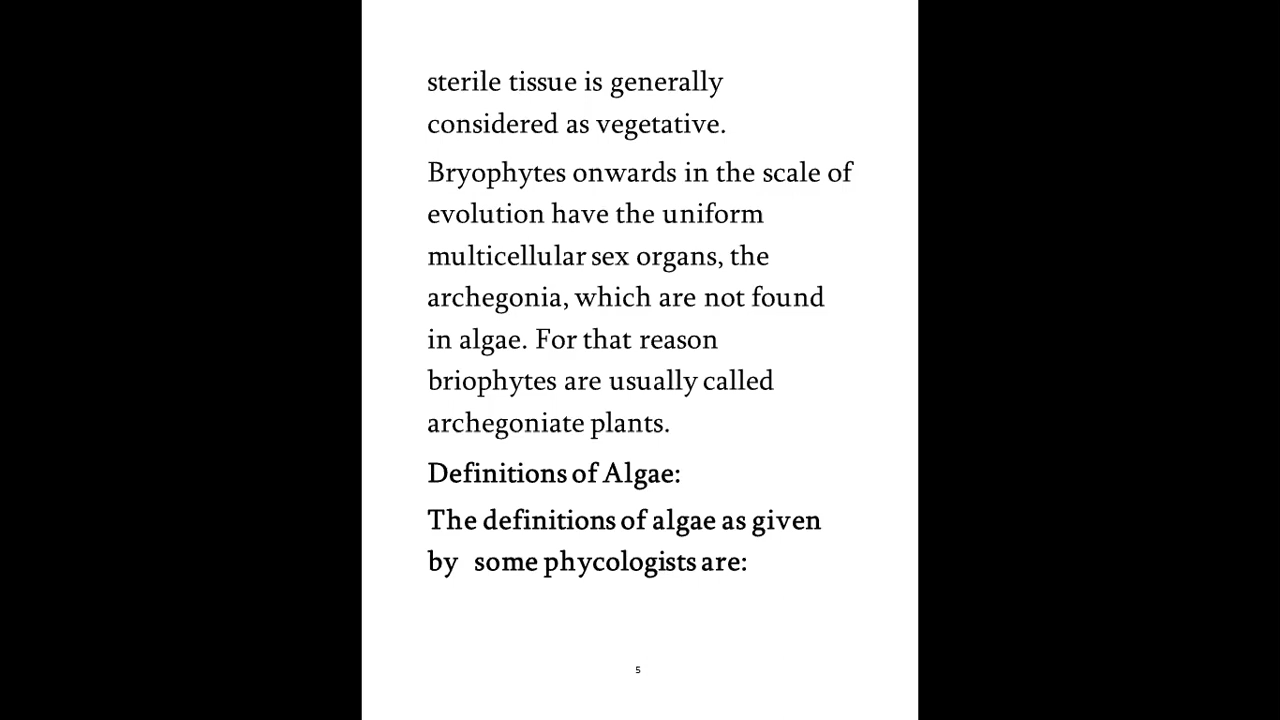 sterile tissue is generally
considered as vegetative.
Bryophytes onwards in the scale of
evolution have the uniform
multicellular sex organs, the
archegonia, which are not found
in algae. For that reason
briophytes are usually called
archegoniate plants.
Definitions of Algae:
The definitions of algae as given
by some phycologists are:
5